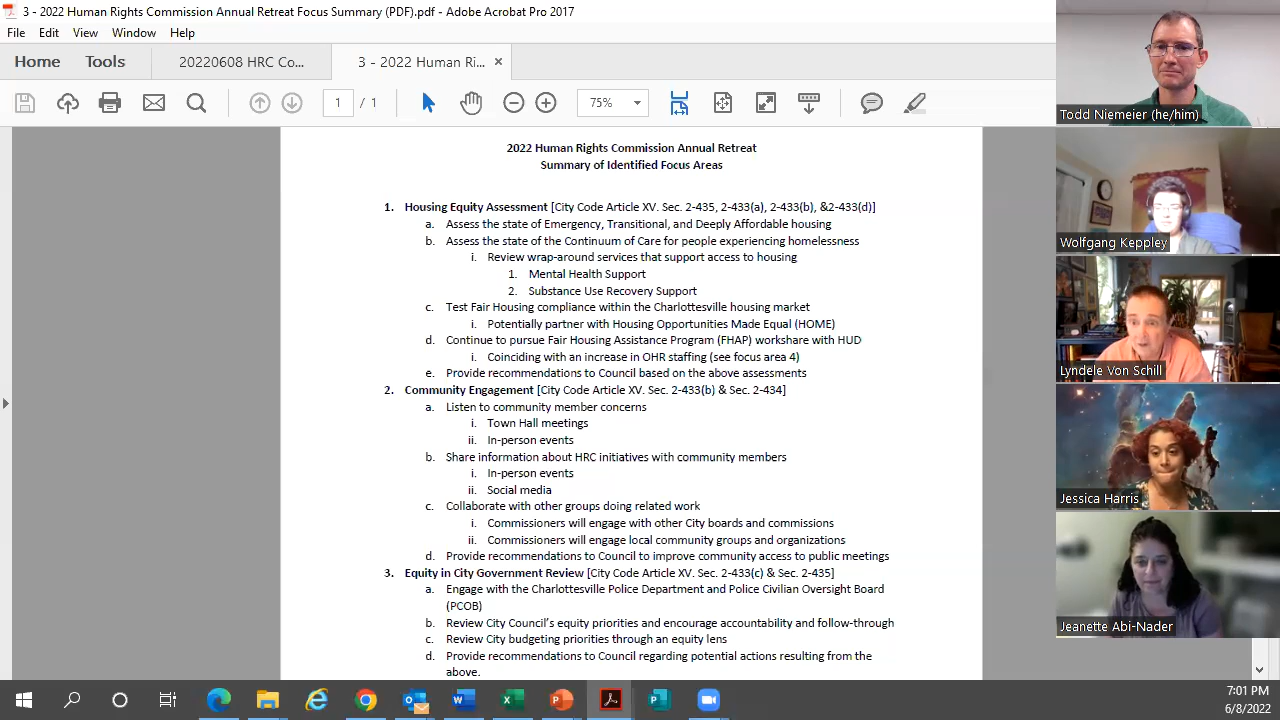 3 - 2022 Human Rights Commission Annual Retreat Focus Summary (PDF).pdf - Adobe Acrobat Pro 2017
File Edit View Window Help
Home Tools 20220608 HRC Co... 3 - 2022 Human Ri... ×
1 / 1 75%
2022 Human Rights Commission Annual Retreat
Summary of Identified Focus Areas
1. Housing Equity Assessment [City Code Article XV. Sec. 2-435, 2-433(a), 2-433(b), &2-433(d)]
a. Assess the state of Emergency, Transitional, and Deeply Affordable housing
b. Assess the state of the Continuum of Care for people experiencing homelessness
i. Review wrap-around services that support access to housing
1. Mental Health Support
2. Substance Use Recovery Support
c. Test Fair Housing compliance within the Charlottesville housing market
i. Potentially partner with Housing Opportunities Made Equal (HOME)
d. Continue to pursue Fair Housing Assistance Program (FHAP) workshare with HUD
i. Coinciding with an increase in OHR staffing (see focus area 4)
e. Provide recommendations to Council based on the above assessments
2. Community Engagement [City Code Article XV. Sec. 2-433(b) & Sec. 2-434]
a. Listen to community member concerns
i. Town Hall meetings
ii. In-person events
b. Share information about HRC initiatives with community members
i. In-person events
ii. Social media
c. Collaborate with other groups doing related work
i. Commissioners will engage with other City boards and commissions
ii. Commissioners will engage local community groups and organizations
d. Provide recommendations to Council to improve community access to public meetings
3. Equity in City Government Review [City Code Article XV. Sec. 2-433(c) & Sec. 2-435]
a. Engage with the Charlottesville Police Department and Police Civilian Oversight Board
(PCOB)
b. Review City Council's equity priorities and encourage accountability and follow-through
c. Review City budgeting priorities through an equity lens
d. Provide recommendations to Council regarding potential actions resulting from the
above.
Todd Niemeier (he/him)
Wolfgang Keppley
Lyndele Von Schill
Jessica Harris
Jeanette Abi-Nader
7:01 PM
6/8/2022